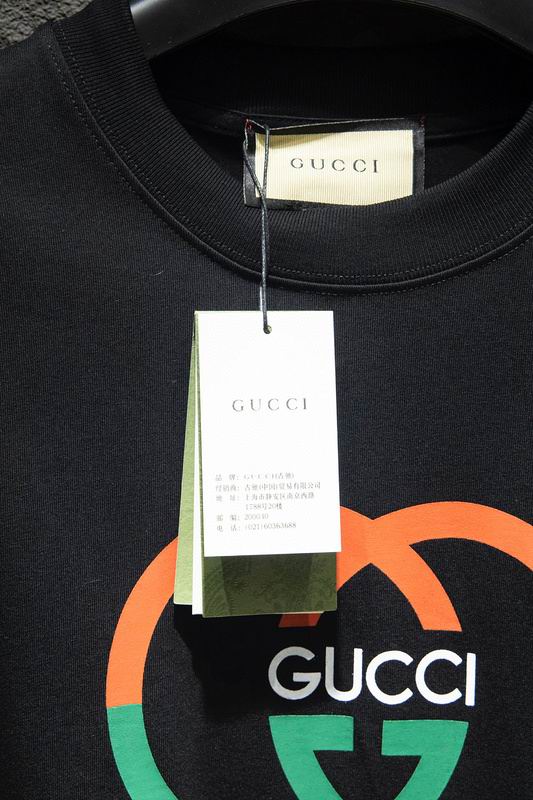 GUCCI
GUCCI
品 牌: GUCCI(古驰)
经销商: 古驰(中国)贸易有限公司
地 址: 上海市静安区南京西路
1788号20楼
邮 编: 200040
电 话: (021)60363688
GUCCI